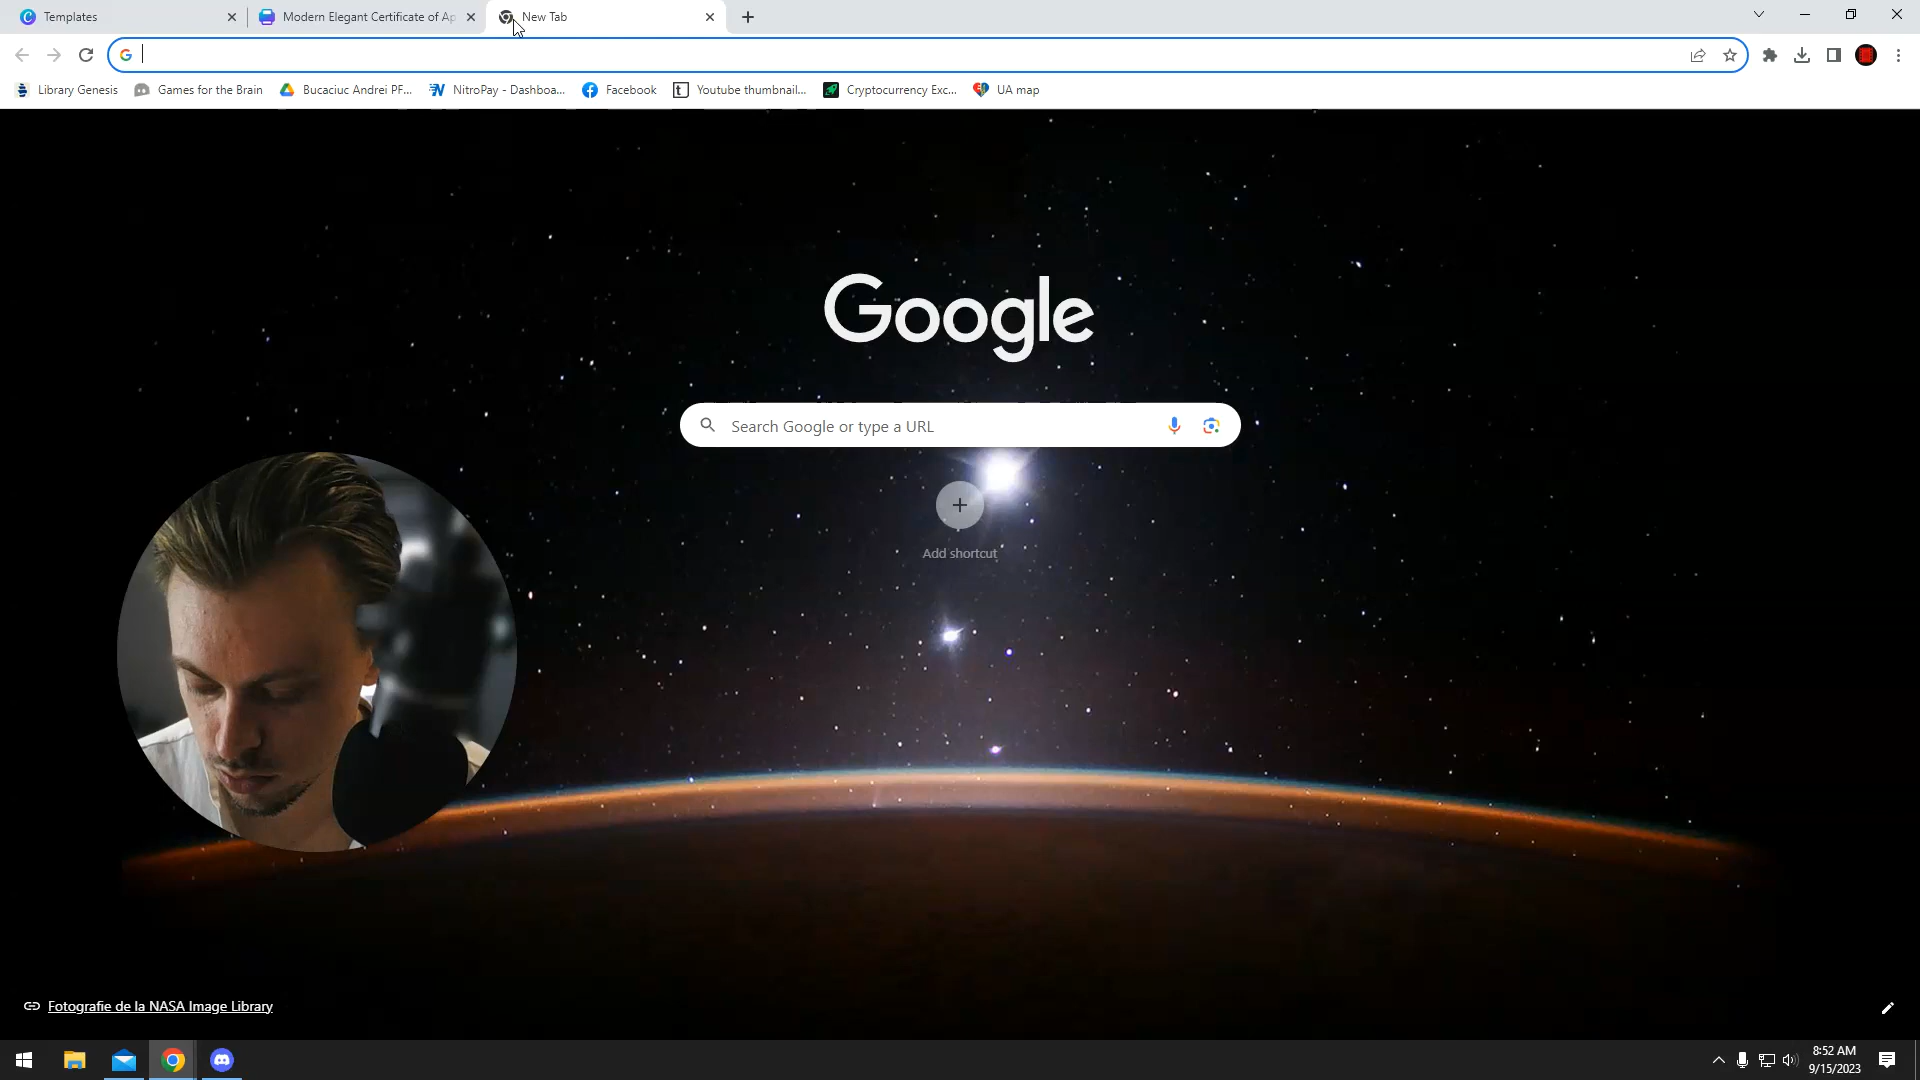 Templates
Modern Elegant Certificate of Ap
New Tab
Library Genesis
Games for the Brain
Bucaciuc Andrei PF...
NitroPay - Dashboa...
Facebook
Youtube thumbnail...
Cryptocurrency Exc...
UA map
Google
Search Google or type a URL
Add shortcut
Fotografie de la NASA Image Library
8:52 AM
9/15/2023